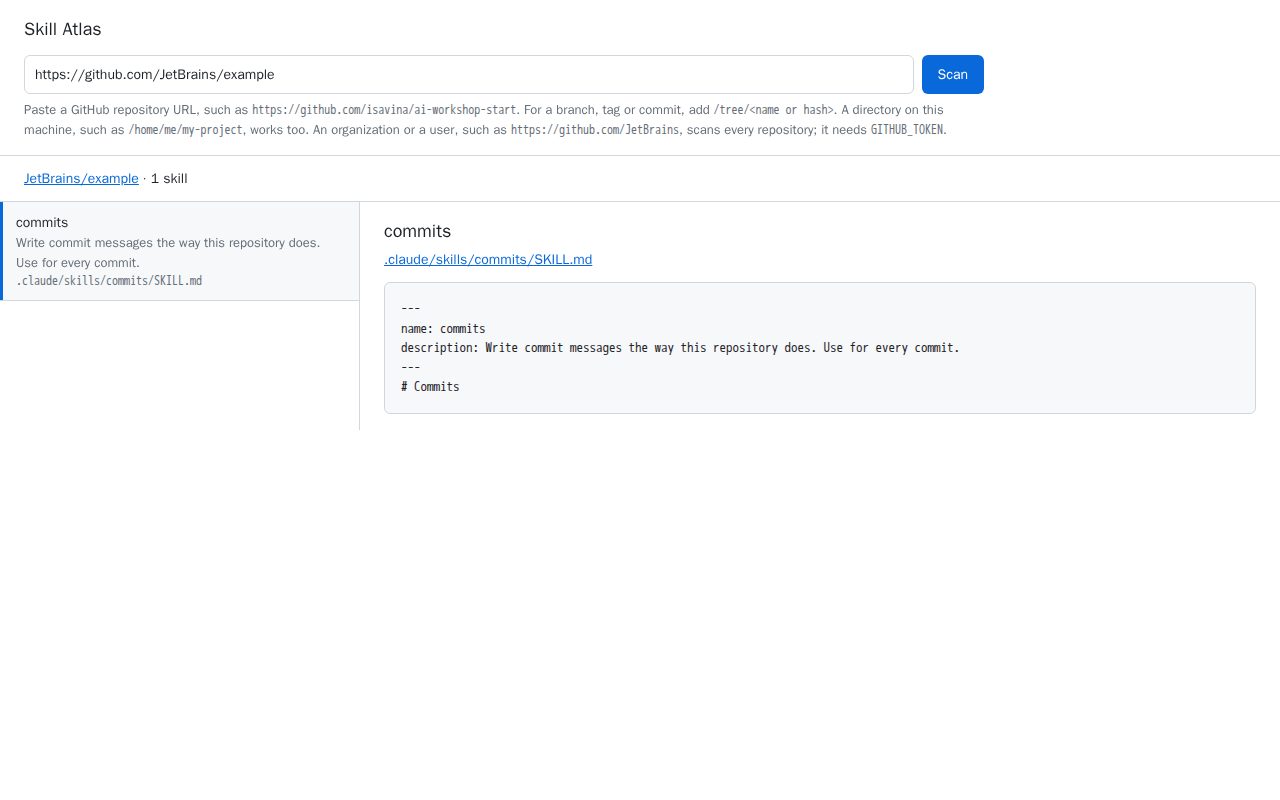 Skill Atlas
https://github.com/JetBrains/example
Scan
Paste a GitHub repository URL, such as https://github.com/isavina/ai-workshop-start. For a branch, tag or commit, add /tree/<name or hash>. A directory on this
machine, such as /home/me/my-project, works too. An organization or a user, such as https://github.com/JetBrains, scans every repository; it needs GITHUB_TOKEN.
JetBrains/example · 1 skill
commits
Write commit messages the way this repository does.
Use for every commit.
.claude/skills/commits/SKILL.md
commits
.claude/skills/commits/SKILL.md
---
name: commits
description: Write commit messages the way this repository does. Use for every commit.
---
# Commits